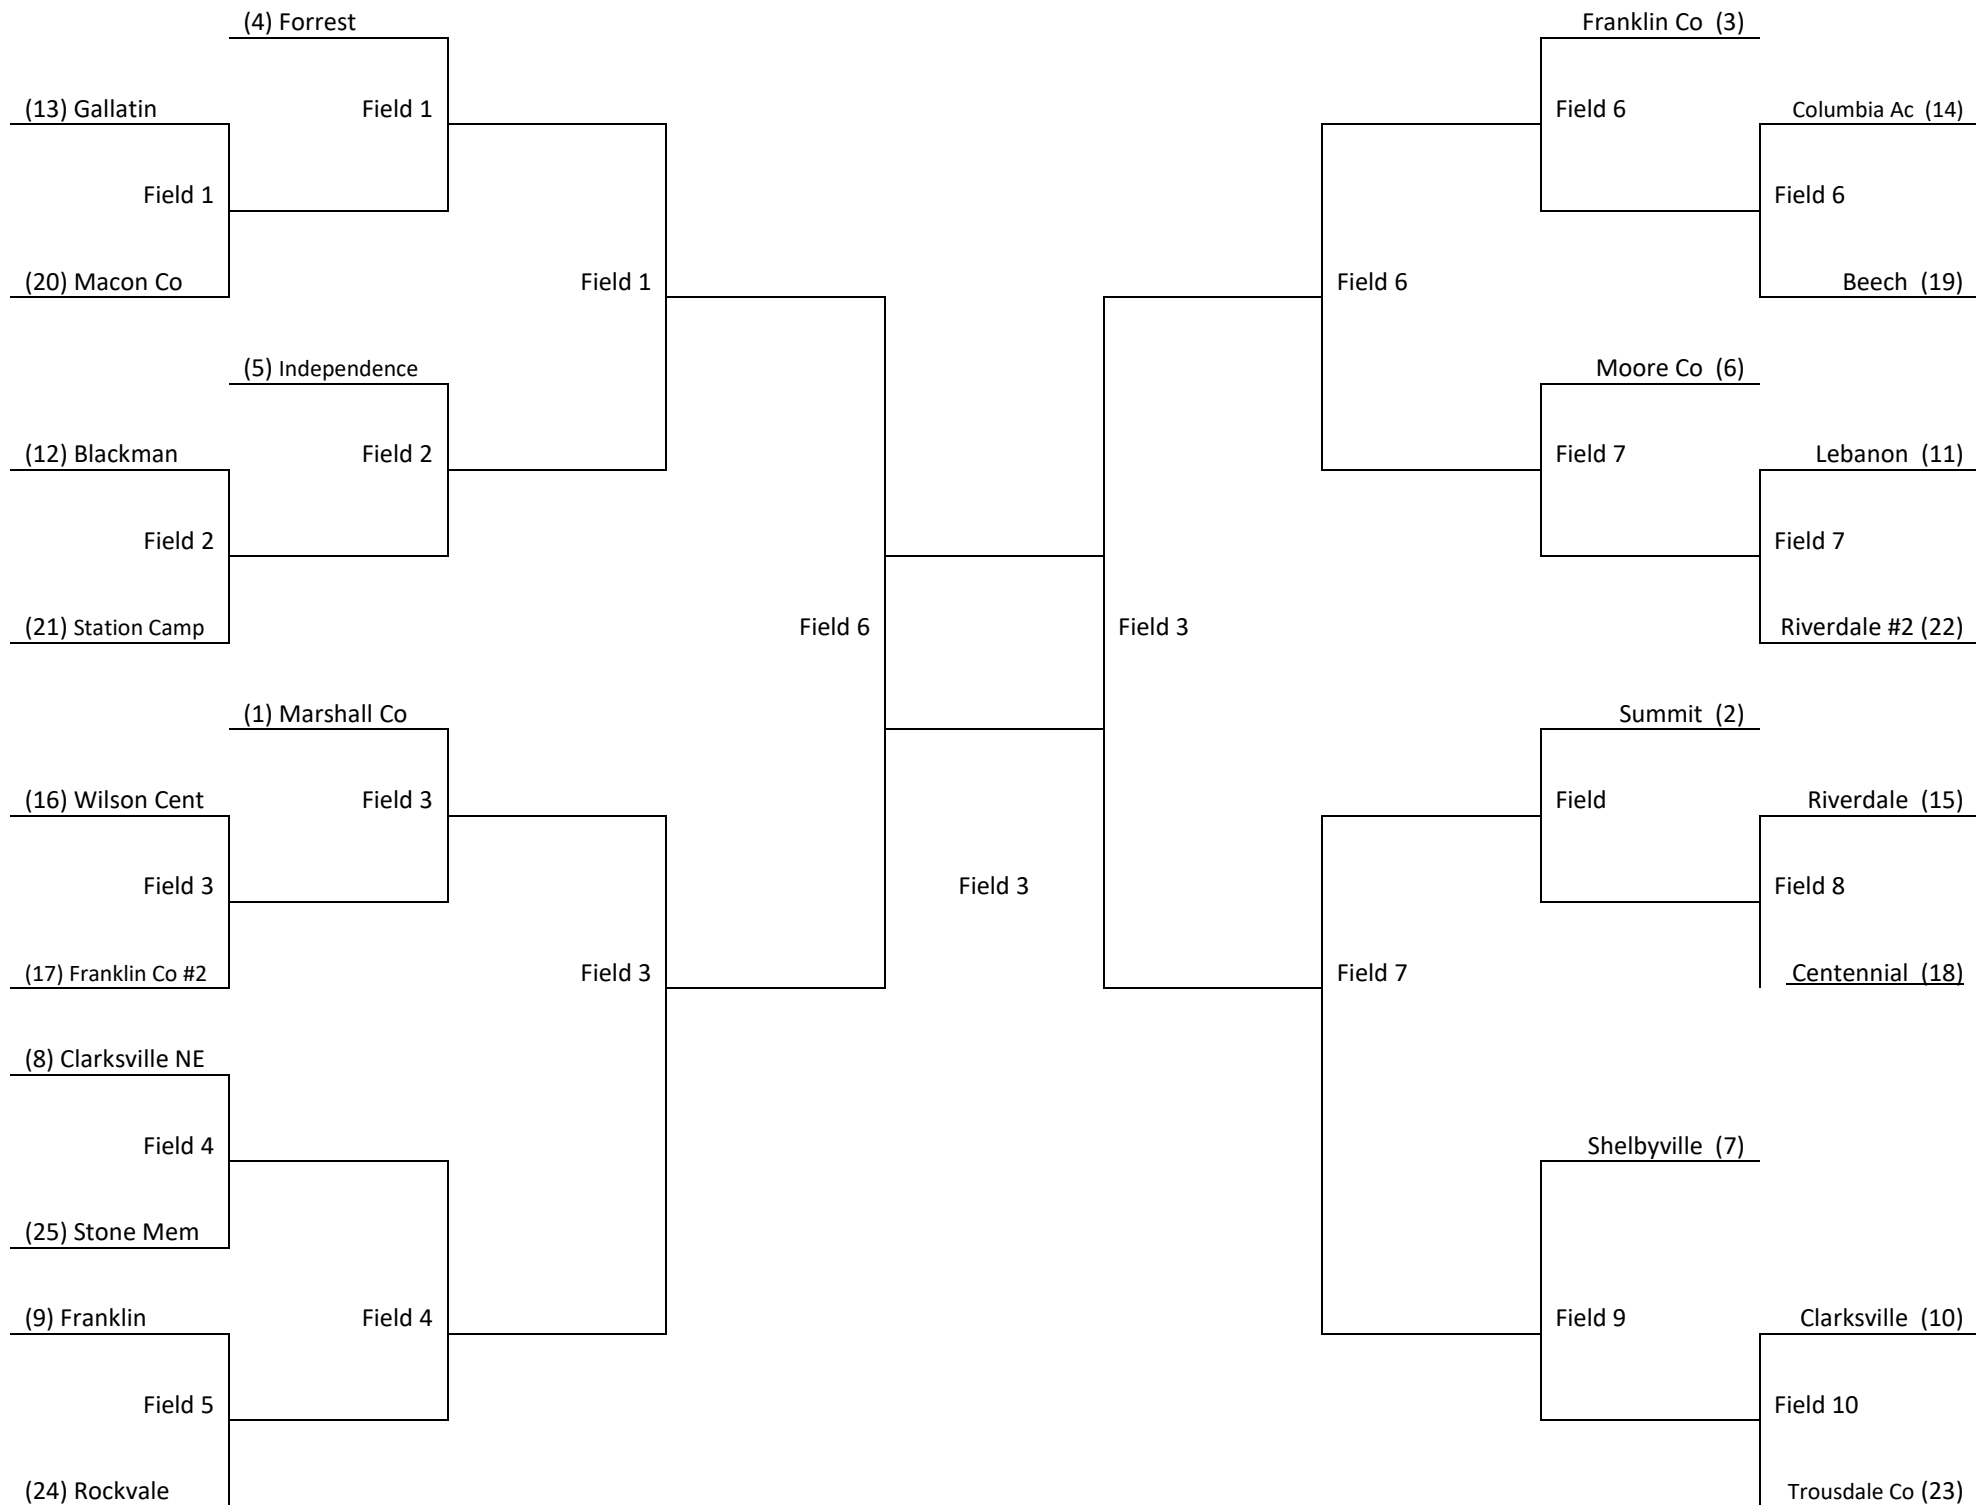 (4) Forrest
Franklin Co (3)
(13) Gallatin
Field 1
Field 6
Columbia Ac (14)
Field 1
Field 6
(20) Macon Co
Field 1
Field 6
Beech (19)
(5) Independence
Moore Co (6)
(12) Blackman
Field 2
Field 7
Lebanon (11)
Field 2
Field 7
(21) Station Camp
Field 6
Field 3
Riverdale #2 (22)
(1) Marshall Co
Summit (2)
(16) Wilson Cent
Field 3
Field
Riverdale (15)
Field 3
Field 3
Field 8
(17) Franklin Co #2
Field 3
Field 7
Centennial (18)
(8) Clarksville NE
Field 4
Shelbyville (7)
(25) Stone Mem
(9) Franklin
Field 4
Field 9
Clarksville (10)
Field 5
Field 10
(24) Rockvale
Trousdale Co (23)